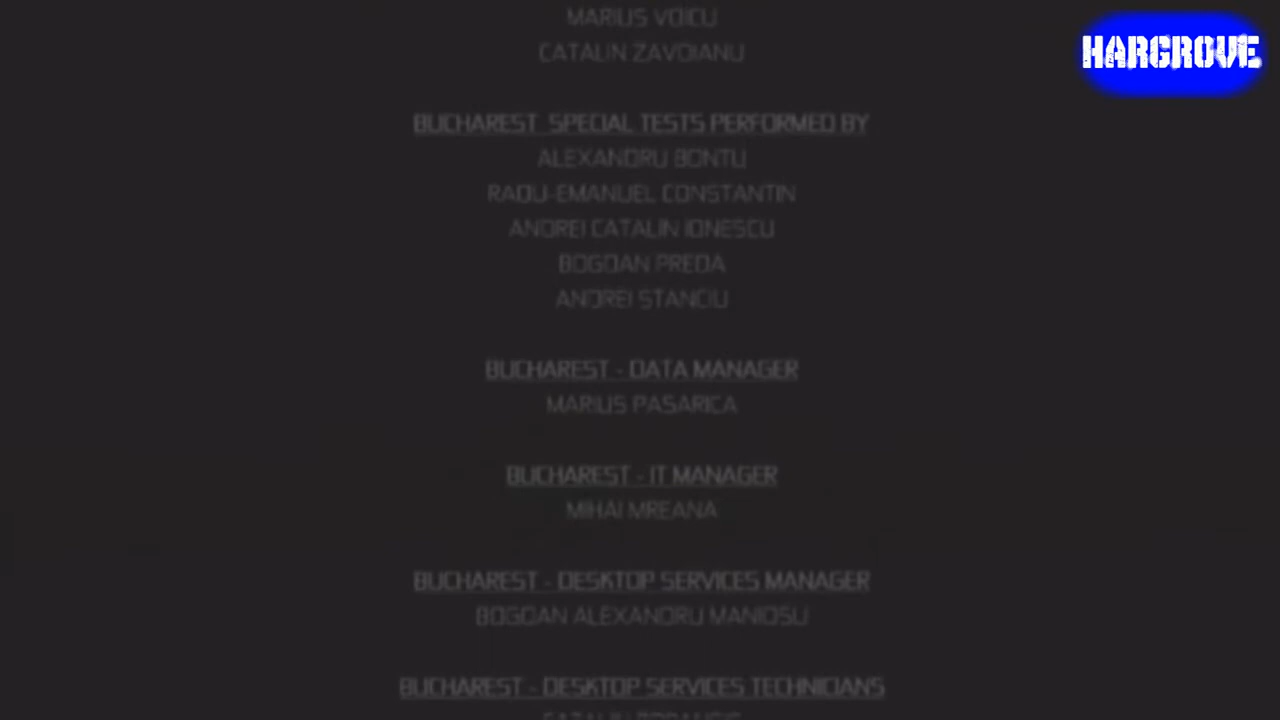 MARIUS VOICU
HARGROVE
CATALIN ZAVOIANU
BUCHAREST SPECIAL TESTS PERFORMED BY
ALEXANDRU BONTU
RADU-EMANUEL CONSTANTIN
ANDREI CATALIN IONESCU
BOGDAN PREDA
ANDREI STANCIU
BUCHAREST - DATA MANAGER
MARIUS PASARICA
BUCHAREST - IT MANAGER
MIHAI MREANA
BUCHAREST - DESKTOP SERVICES MANAGER
BOGDAN ALEXANDRU MANIOSU
BUCHAREST - DESKTOP SERVICES TECHNICIANS